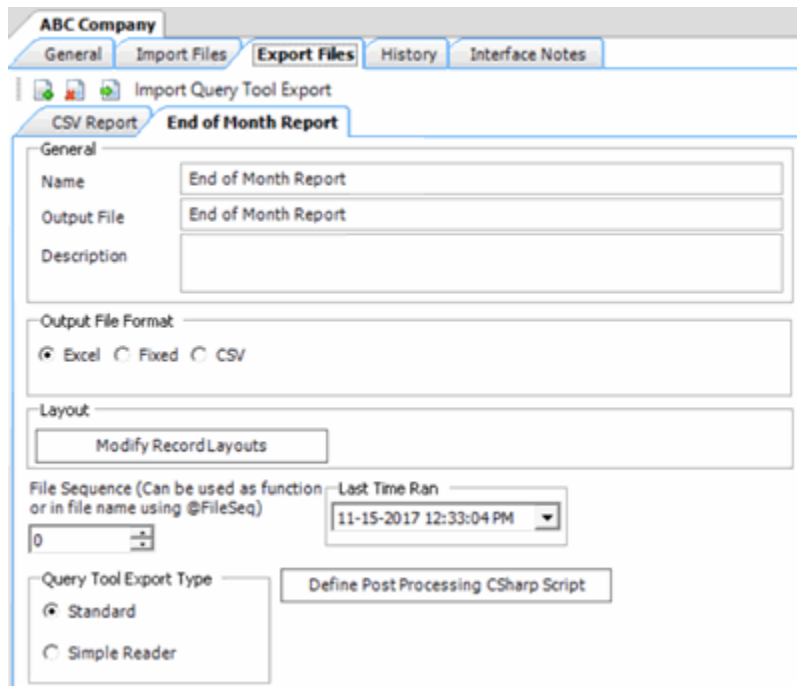 ABC Company
General Import Files Export Files History Interface Notes
Import Query Tool Export
CSV Report End of Month Report
General
Name End of Month Report
Output File End of Month Report
Description
Output File Format
Excel Fixed CSV
Layout
Modify Record Layouts
File Sequence (Can be used as function
or in file name using @FileSeq)
0
Last Time Ran
11-15-2017 12:33:04 PM
Query Tool Export Type
Standard
Simple Reader
Define Post Processing CSharp Script